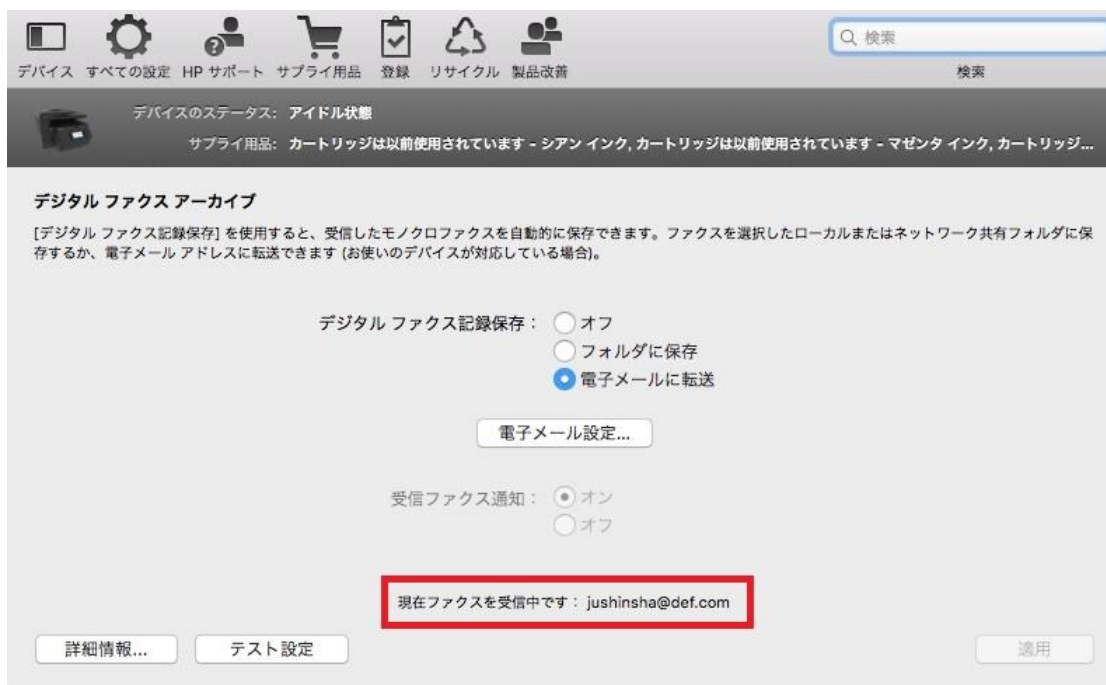 デバイス すべての設定 HP サポート サプライ用品 登録 リサイクル 製品改善
検索
検索
デバイスのステータス: アイドル状態
サプライ用品: カートリッジは以前使用されています - シアン インク, カートリッジは以前使用されています - マゼンタ インク, カートリッジ...
デジタル ファクス アーカイブ
[デジタル ファクス記録保存] を使用すると、受信したモノクロファクスを自動的に保存できます。ファクスを選択したローカルまたはネットワーク共有フォルダに保
存するか、電子メール アドレスに転送できます (お使いのデバイスが対応している場合)。
デジタル ファクス記録保存： オフ
フォルダに保存
電子メールに転送
電子メール設定...
受信ファクス通知： オン
オフ
現在ファクスを受信中です： jushinsha@def.com
詳細情報... テスト設定 適用